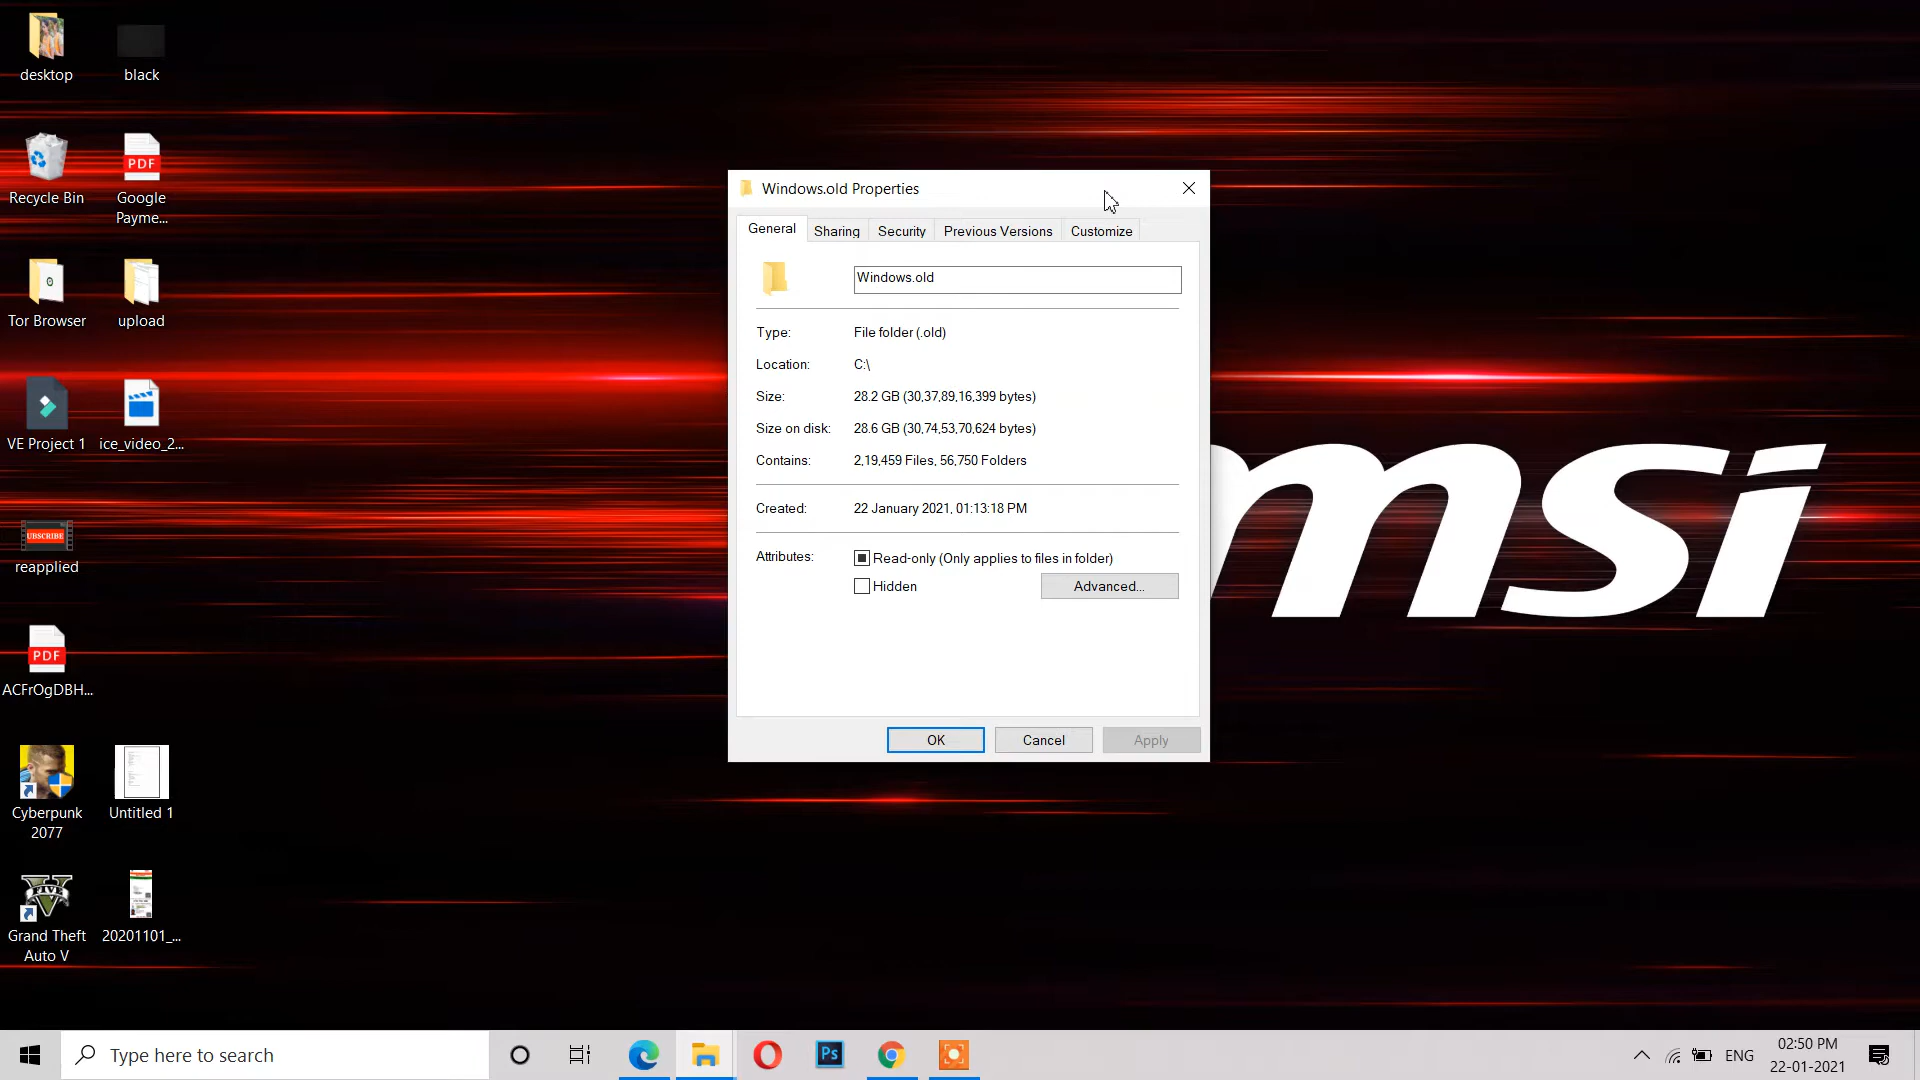 desktop
black
Recycle Bin
PDF
Google
Payme...
Tor Browser
upload
VE Project 1
ice_video_2...
UBSCRIBE
reapplied
PDF
ACFrOgDBH...
Cyberpunk
2077
Untitled 1
FIVE
Grand Theft
Auto V
20201101_...
Windows.old Properties
General
Sharing
Security
Previous Versions
Customize
Windows.old
Type: File folder (.old)
Location: C:\
Size: 28.2 GB (30,37,89,16,399 bytes)
Size on disk: 28.6 GB (30,74,53,70,624 bytes)
Contains: 2,19,459 Files, 56,750 Folders
Created: 22 January 2021, 01:13:18 PM
Attributes: Read-only (Only applies to files in folder)
Hidden
Advanced...
OK
Cancel
Apply
msi
Type here to search
Ps
ENG
02:50 PM
22-01-2021